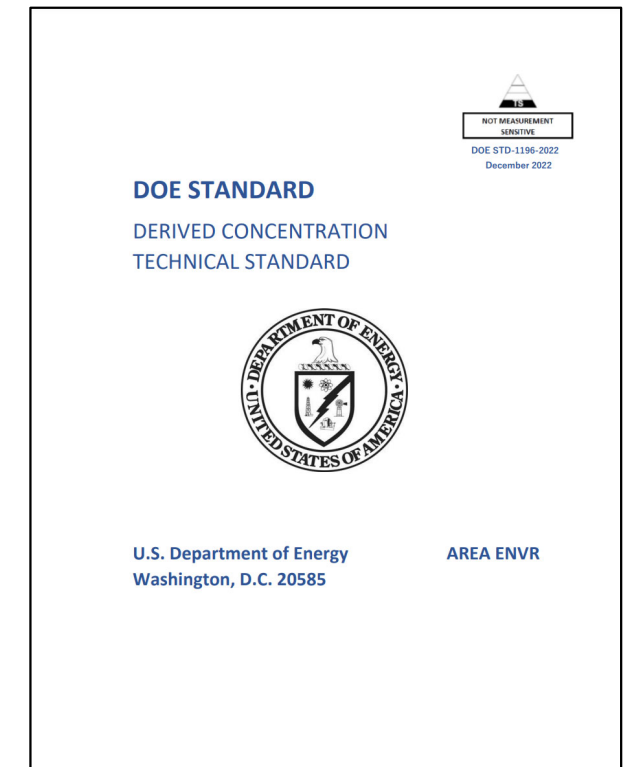 TS
NOT MEASUREMENT
SENSITIVE
DOE STD-1196-2022
December 2022
DOE STANDARD
DERIVED CONCENTRATION
TECHNICAL STANDARD
DEPARTMENT OF ENERGY
UNITED STATES OF AMERICA
U.S. Department of Energy
AREA ENVR
Washington, D.C. 20585